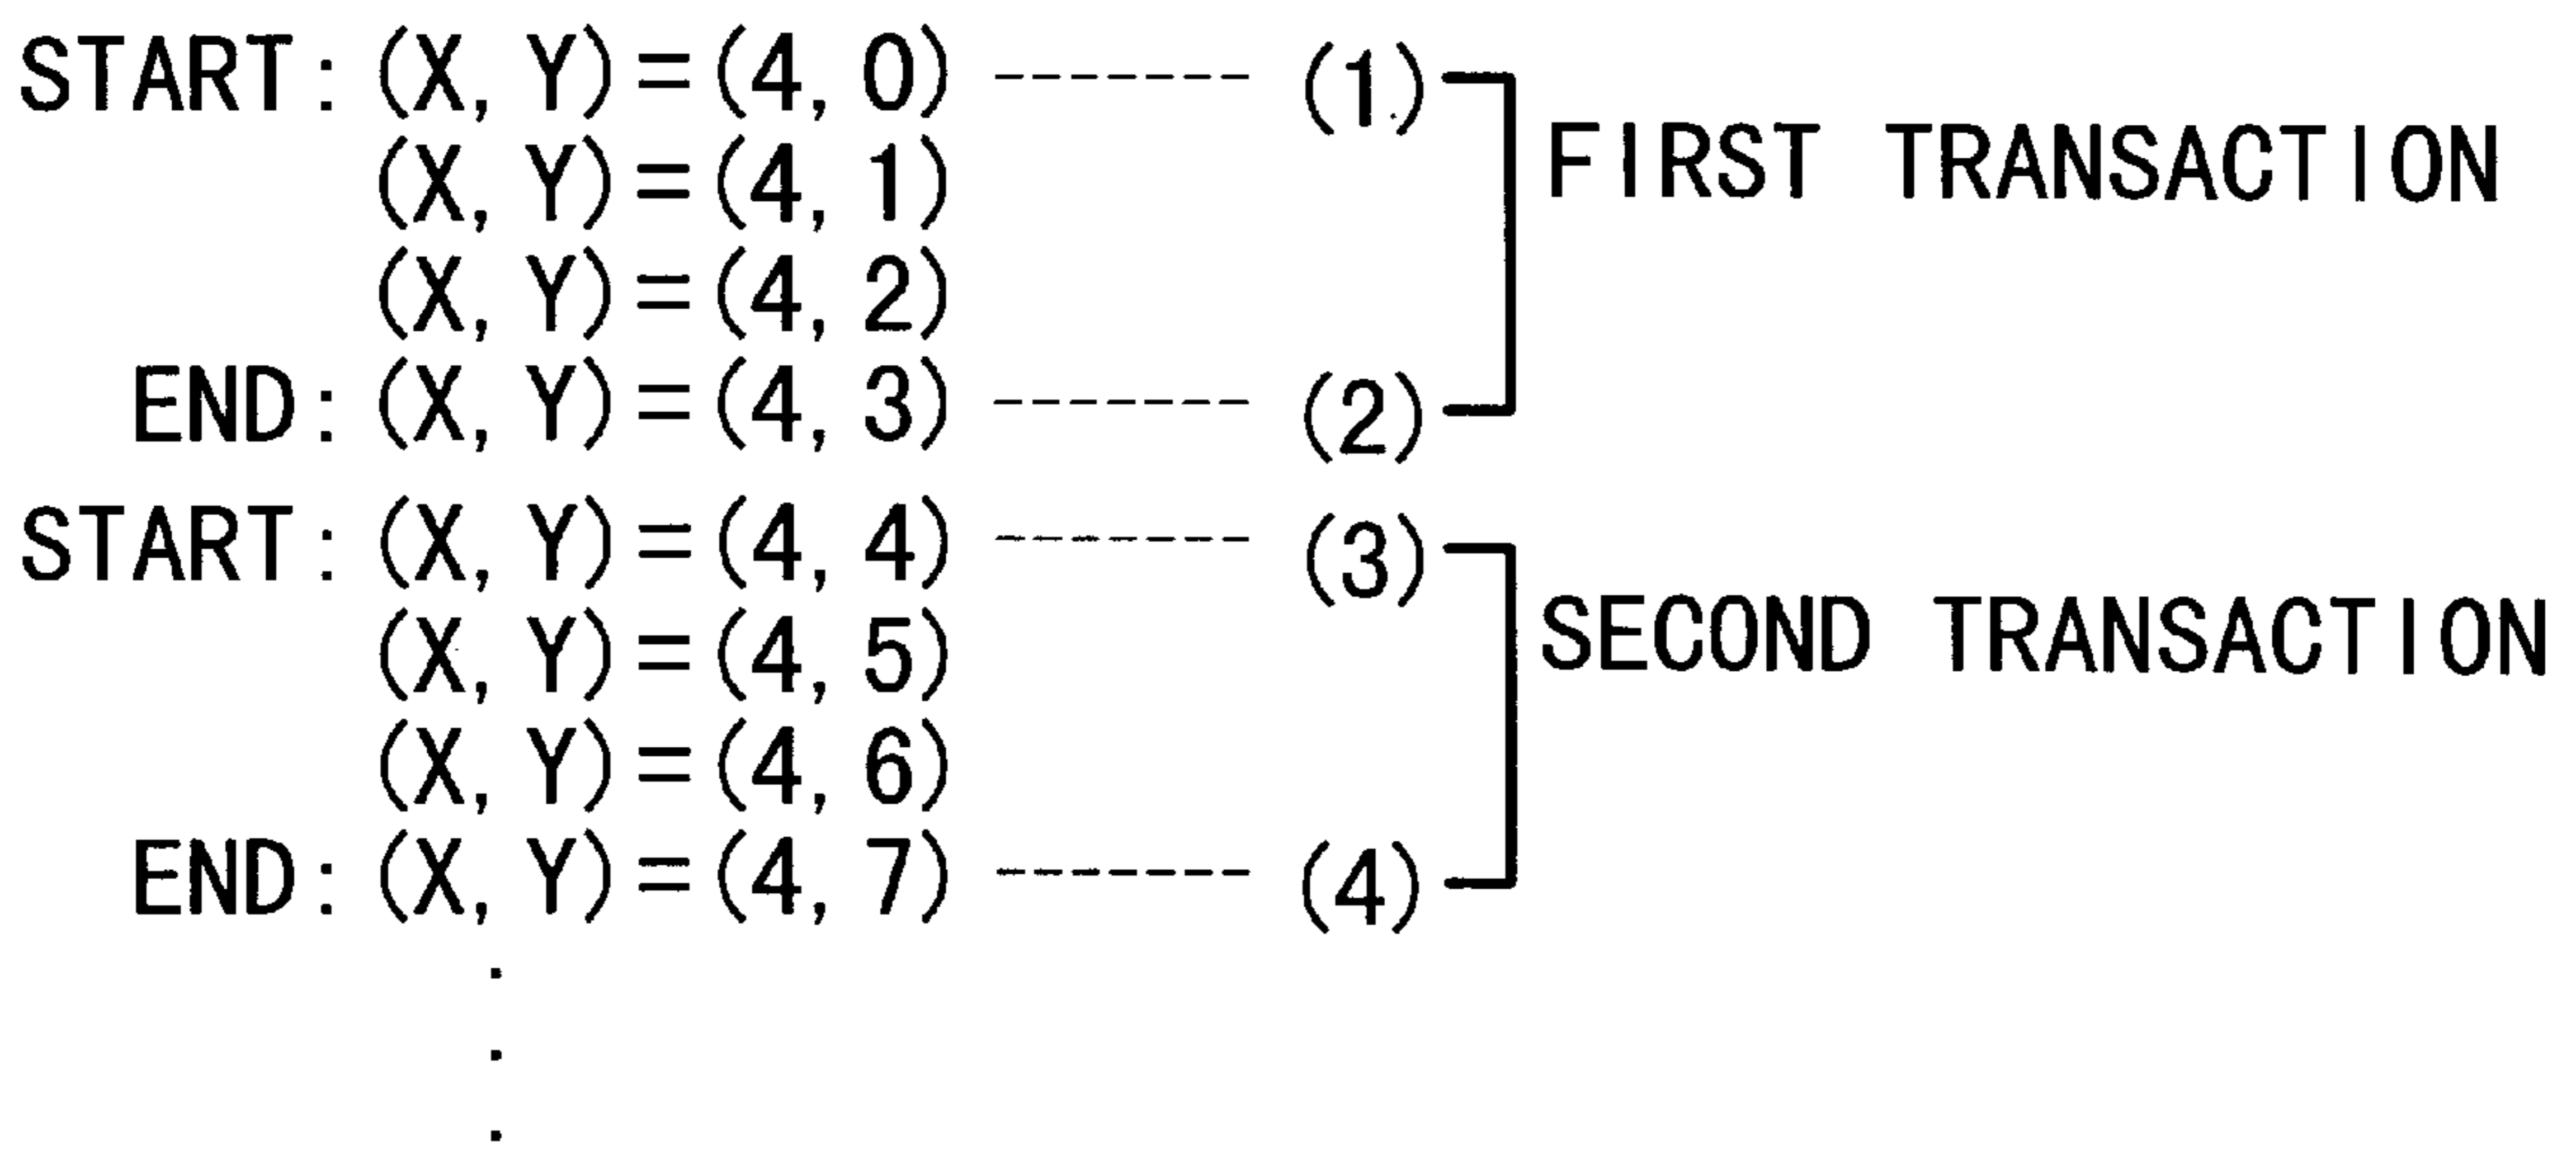 START: (X, Y)=(4, 0) ------- (1)
FIRST TRANSACTION
(X, Y)=(4, 1)
(X, Y)=(4, 2)
END: (X, Y)=(4, 3) ------- (2)
START: (X, Y)=(4, 4) ------- (3)
SECOND TRANSACTION
(X, Y)=(4, 5)
(X, Y)=(4, 6)
END: (X, Y)=(4, 7) ------- (4)
.
.
.